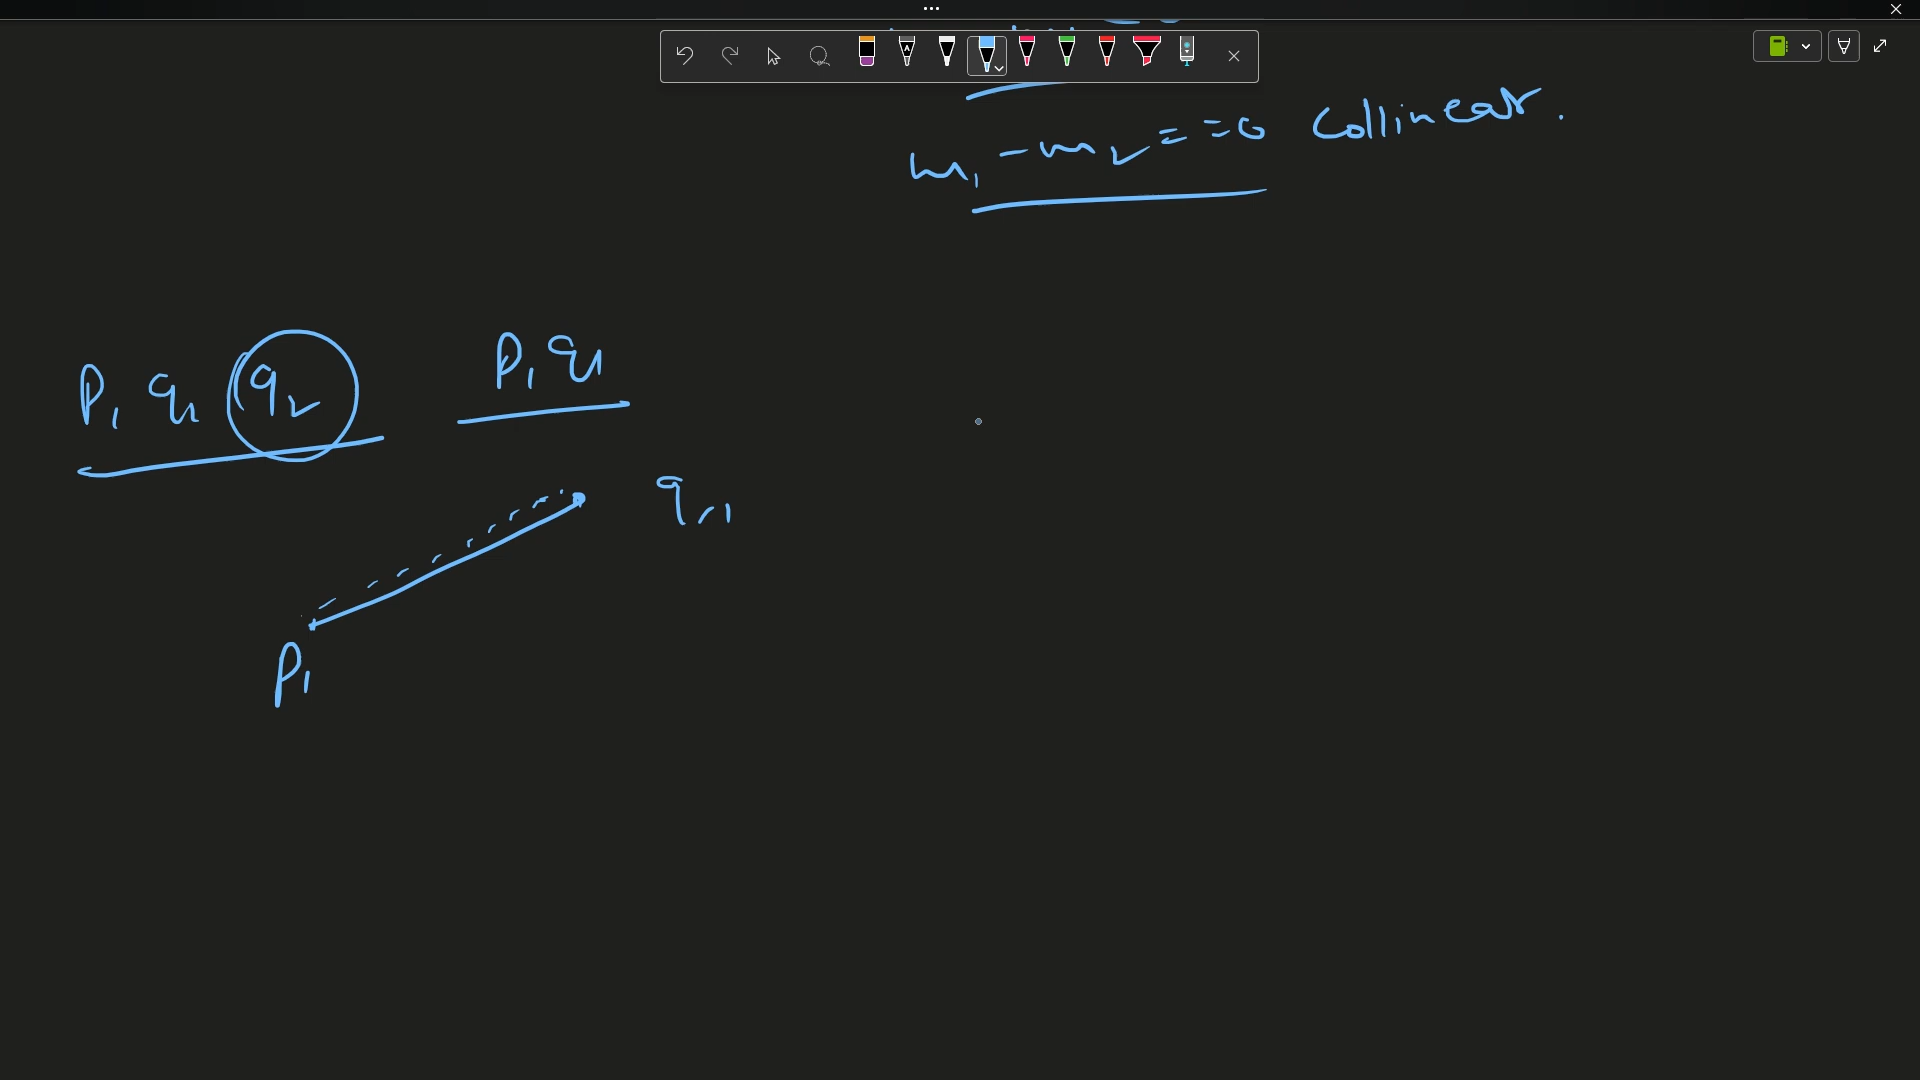 m₁ - m₂ == 0 collinear.
p₁ q₁ q₂ p₁ q₁
q₁
p₁